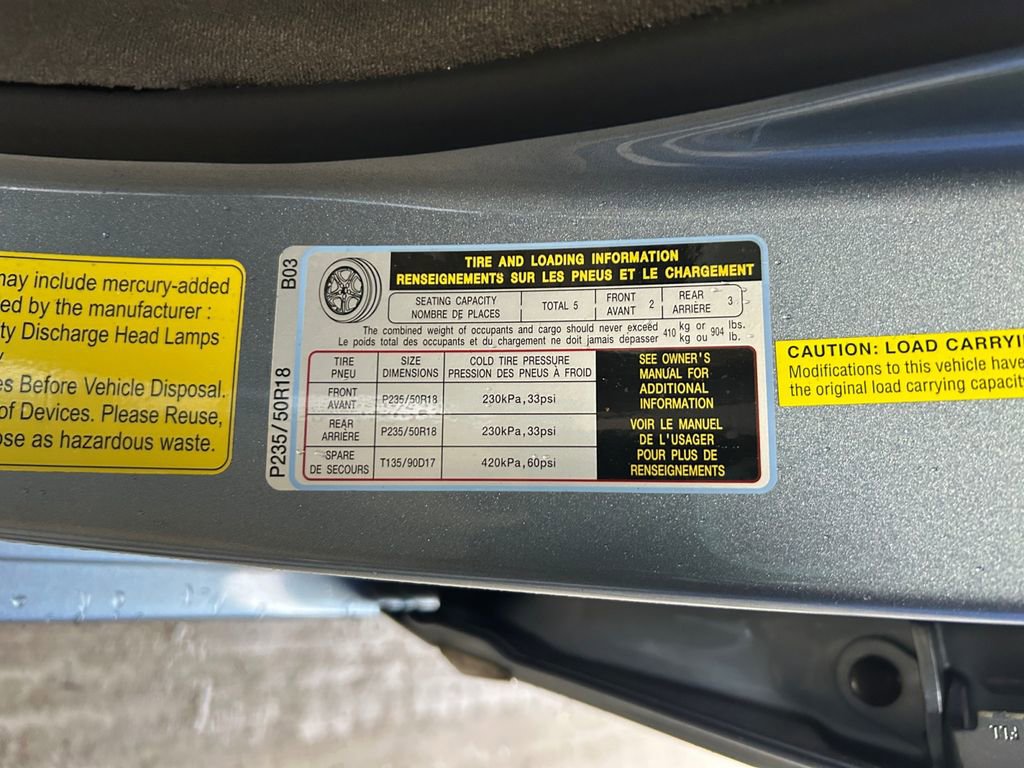 may include mercury-added
ed by the manufacturer :
ty Discharge Head Lamps
es Before Vehicle Disposal.
of Devices. Please Reuse,
ose as hazardous waste.
B03
P235/50R18
TIRE AND LOADING INFORMATION
RENSEIGNEMENTS SUR LES PNEUS ET LE CHARGEMENT
SEATING CAPACITY
NOMBRE DE PLACES
TOTAL 5
FRONT
AVANT
2
REAR
ARRIÈRE
3
The combined weight of occupants and cargo should never exceed 410 kg or 904 lbs.
Le poids total des occupants et du chargement ne doit jamais depasser kg ou lb.
TIRE
PNEU
SIZE
DIMENSIONS
COLD TIRE PRESSURE
PRESSION DES PNEUS À FROID
FRONT
AVANT
P235/50R18
230kPa,33psi
REAR
ARRIÈRE
P235/50R18
230kPa,33psi
SPARE
DE SECOURS
T135/90D17
420kPa,60psi
SEE OWNER'S
MANUAL FOR
ADDITIONAL
INFORMATION
VOIR LE MANUEL
DE L'USAGER
POUR PLUS DE
RENSEIGNEMENTS
CAUTION: LOAD CARRYI
Modifications to this vehicle have
the original load carrying capacity